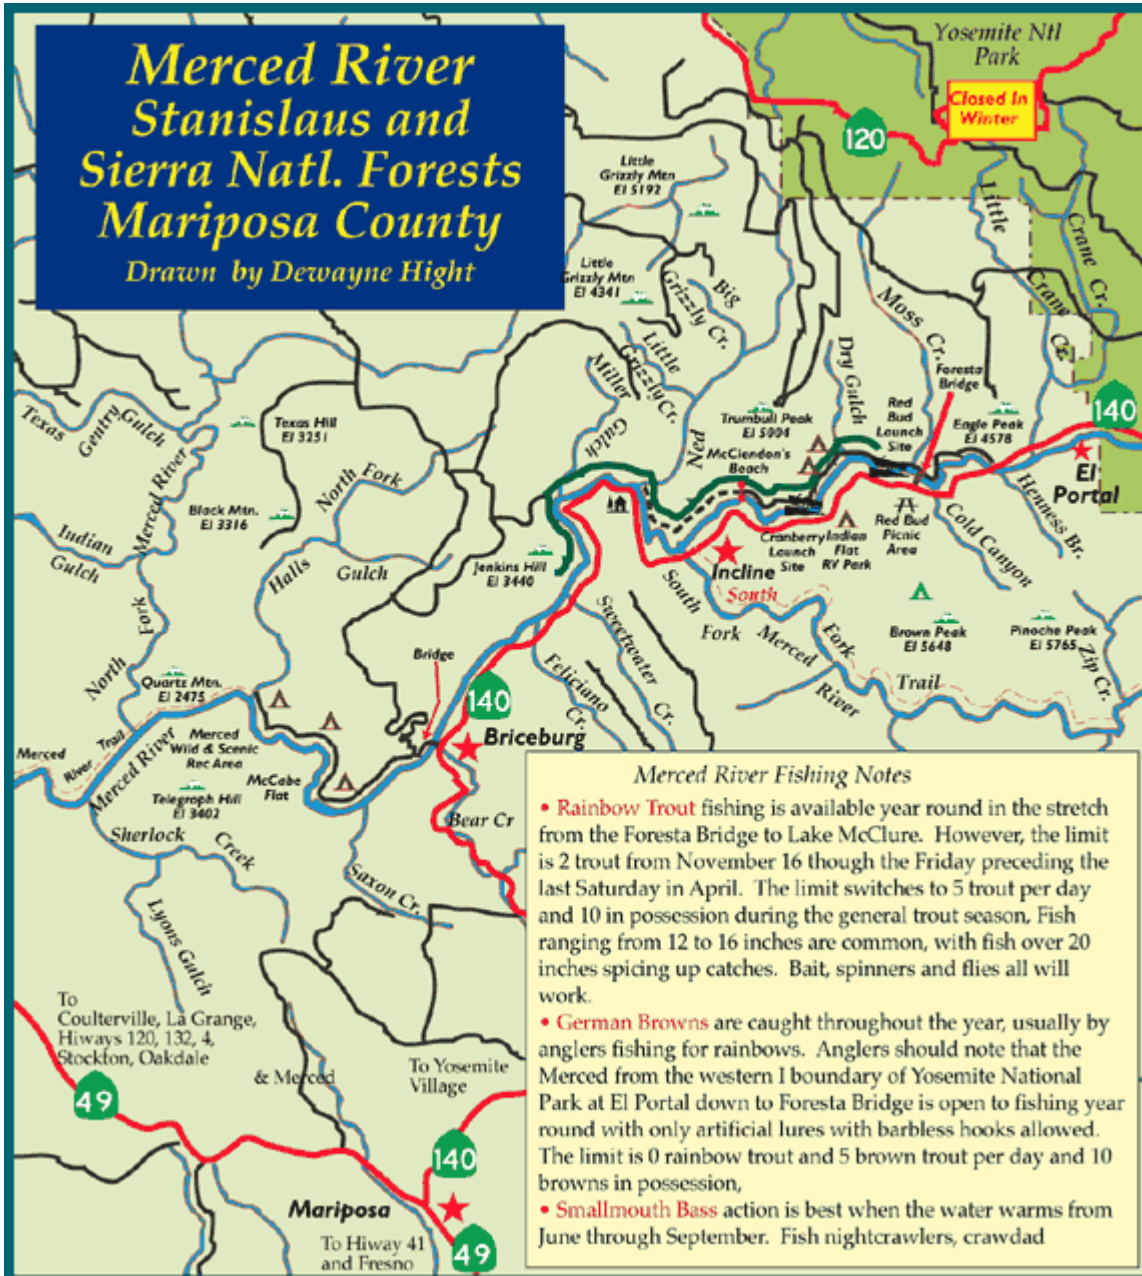 Merced River
Stanislaus and
Sierra Natl. Forests
Mariposa County
Drawn by Dewayne Hight
Yosemite Ntl
Park
Closed In
Winter
120
Little
Grizzly Mtn
El 5192
Little
Grizzly Mtn
El 4341
Big
Grizzly Cr.
Little
Grizzly Cr.
Miller
Gulch
Ned
Moss
Cr.
Dry Gulch
Little
Crane
Cr.
Crane Cr.
Foresta
Bridge
Red
Bud
Launch
Site
Eagle Peak
El 4578
140
El
Portal
Trumbull Peak
El 5004
McClendon's
Beach
Texas
Gulch
Gentry
Texas Hill
El 3251
North Fork
Black Mtn.
El 3316
Indian
Gulch
Merced River
Fork
North
Halls
Gulch
Jenkins Hill
El 3440
Cranberry
Launch
Site
Indian
Flat
RV Park
Red Bud
Picnic
Area
Cold Canyon
Henness Br.
Incline
South
South
Fork
Merced
River
Fork
Trail
Brown Peak
El 5648
Pinoche Peak
El 5765
Zip Cr.
Sweetwater
Cr.
Feliciano
Cr.
Bridge
140
Briceburg
Quartz Mtn.
El 2475
Merced
River
Trail
Merced River
Merced
Wild & Scenic
Rec Area
McCabe
Flat
Telegraph Hill
El 3402
Sherlock
Creek
Bear Cr
Saxon Cr.
Lyons Gulch
To
Coulterville, La Grange,
Hiways 120, 132, 4,
Stockton, Oakdale
49
& Merced
To Yosemite
Village
140
Mariposa
To Hiway 41
and Fresno
49
Merced River Fishing Notes
• Rainbow Trout fishing is available year round in the stretch
from the Foresta Bridge to Lake McClure. However, the limit
is 2 trout from November 16 though the Friday preceding the
last Saturday in April. The limit switches to 5 trout per day
and 10 in possession during the general trout season, Fish
ranging from 12 to 16 inches are common, with fish over 20
inches spicing up catches. Bait, spinners and flies all will
work.
• German Browns are caught throughout the year, usually by
anglers fishing for rainbows. Anglers should note that the
Merced from the western I boundary of Yosemite National
Park at El Portal down to Foresta Bridge is open to fishing year
round with only artificial lures with barbless hooks allowed.
The limit is 0 rainbow trout and 5 brown trout per day and 10
browns in possession,
• Smallmouth Bass action is best when the water warms from
June through September. Fish nightcrawlers, crawdad